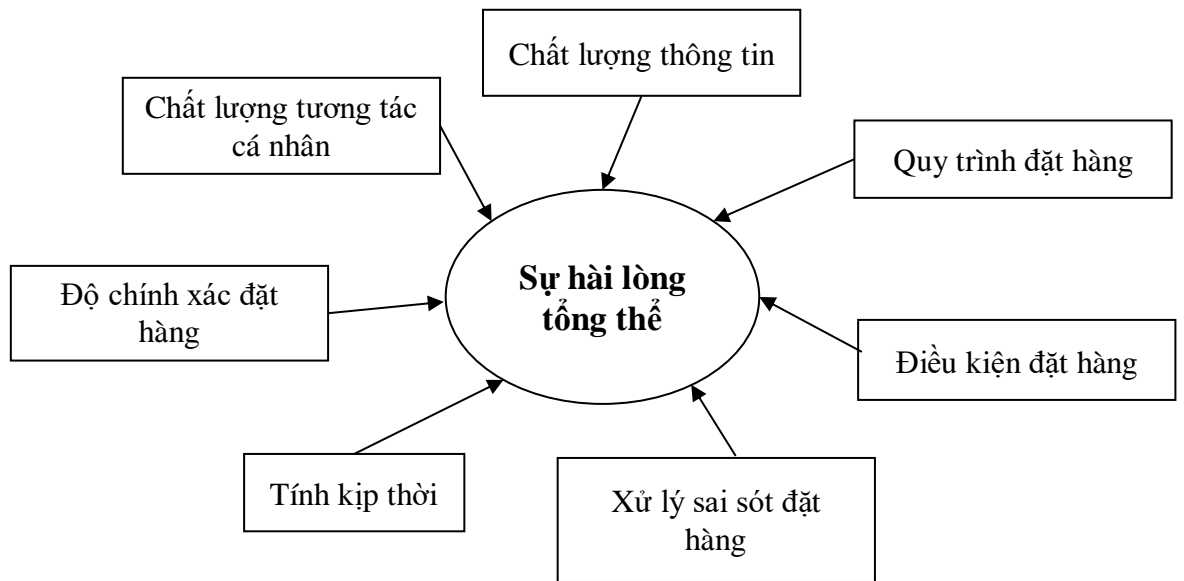 Chất lượng thông tin
Chất lượng tương tác
cá nhân
Quy trình đặt hàng
Sự hài lòng
tổng thể
Độ chính xác đặt
hàng
Điều kiện đặt hàng
Tính kịp thời
Xử lý sai sót đặt
hàng